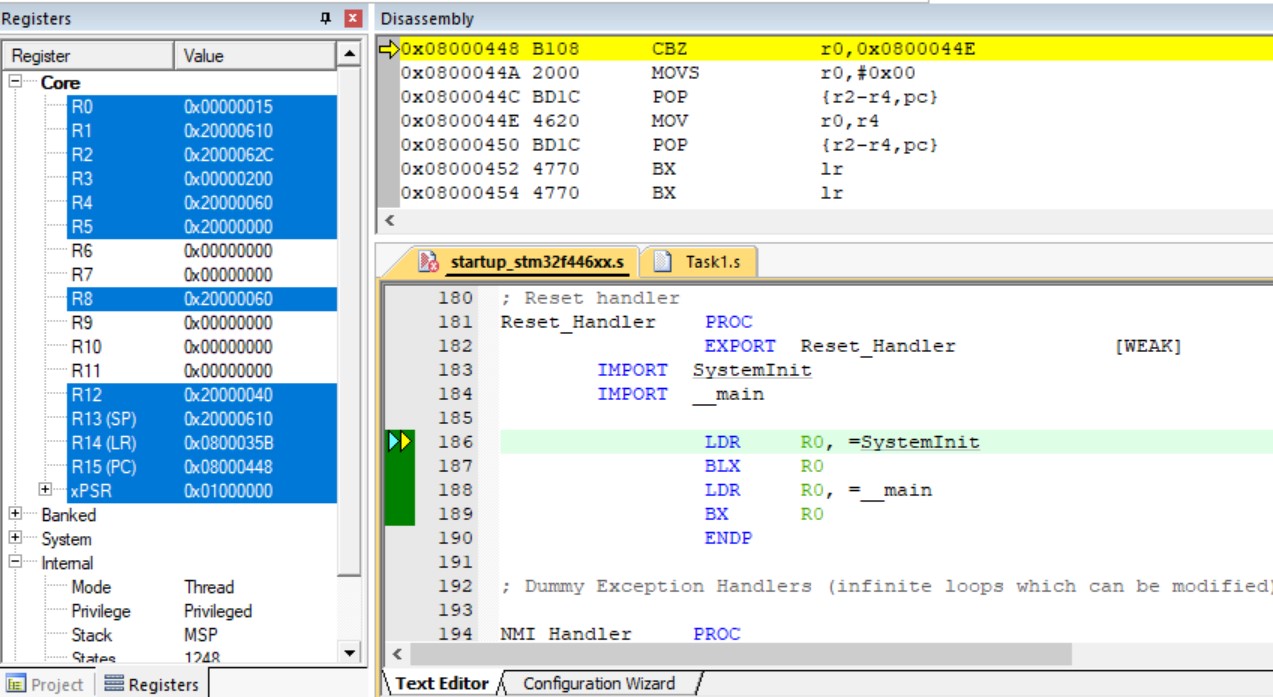 Registers
Register Value
Core
R0 0x00000015
R1 0x20000610
R2 0x2000062C
R3 0x00000200
R4 0x20000060
R5 0x20000000
R6 0x00000000
R7 0x00000000
R8 0x20000060
R9 0x00000000
R10 0x00000000
R11 0x00000000
R12 0x20000040
R13 (SP) 0x20000610
R14 (LR) 0x0800035B
R15 (PC) 0x08000448
xPSR 0x01000000
Banked
System
Internal
Mode Thread
Privilege Privileged
Stack MSP
States 1248
Project Registers
Disassembly
0x08000448 B108 CBZ r0,0x0800044E
0x0800044A 2000 MOVS r0,#0x00
0x0800044C BD1C POP {r2-r4,pc}
0x0800044E 4620 MOV r0,r4
0x08000450 BD1C POP {r2-r4,pc}
0x08000452 4770 BX lr
0x08000454 4770 BX lr
startup_stm32f446xx.s Task1.s
180 ; Reset handler
181 Reset_Handler PROC
182 EXPORT Reset_Handler [WEAK]
183 IMPORT SystemInit
184 IMPORT __main
185
186 LDR R0, =SystemInit
187 BLX R0
188 LDR R0, =__main
189 BX R0
190 ENDP
191
192 ; Dummy Exception Handlers (infinite loops which can be modified)
193
194 NMI_Handler PROC
Text Editor Configuration Wizard